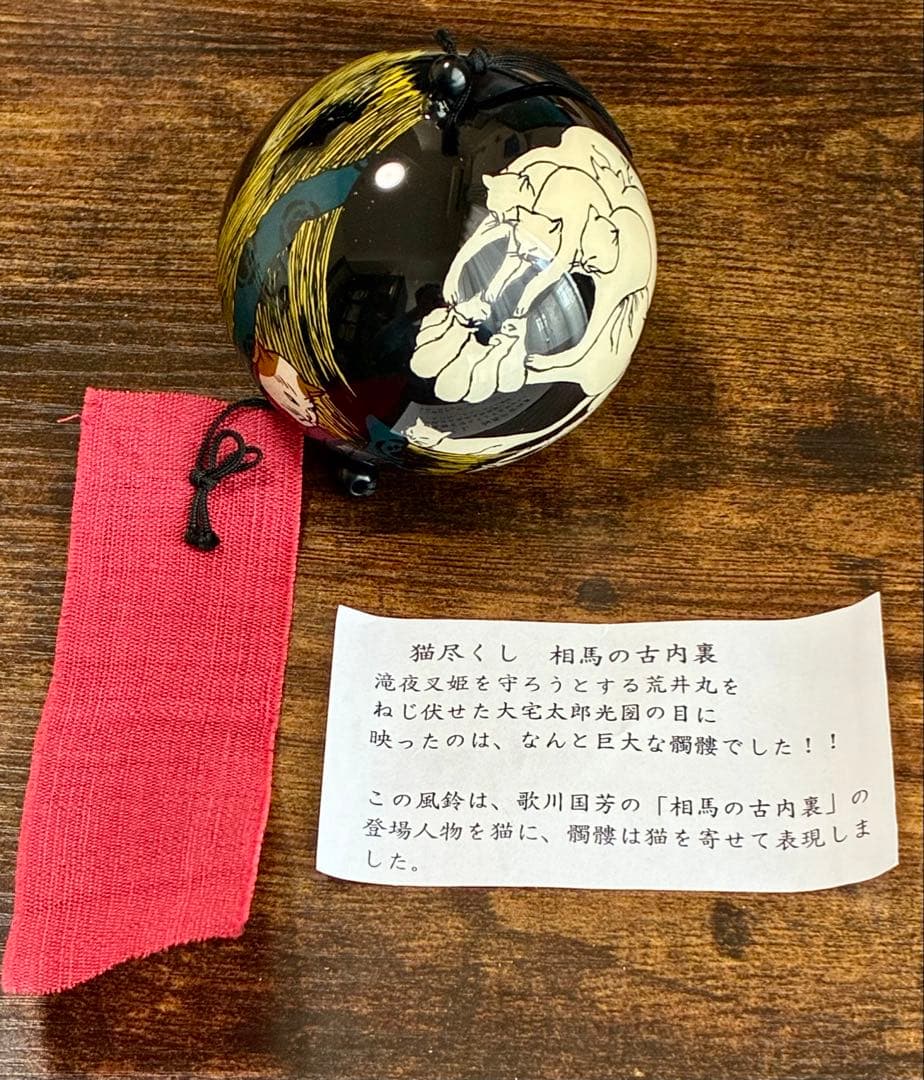 猫尽くし　相馬の古内裏
滝夜叉姫を守ろうとする荒井丸を
ねじ伏せた大宅太郎光圀の目に
映ったのは、なんと巨大な髑髏でした！！
この風鈴は、歌川国芳の「相馬の古内裏」の
登場人物を猫に、髑髏は猫を寄せて表現しま
した。